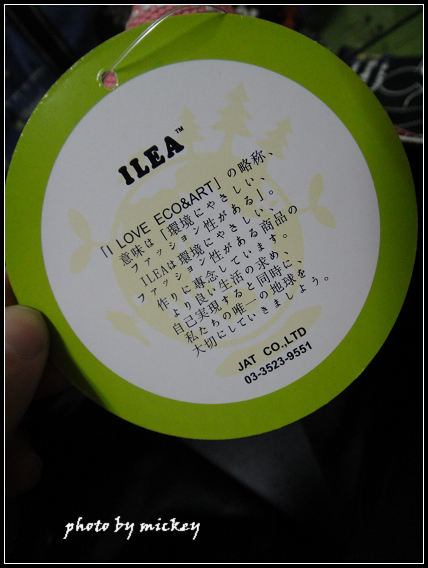 ILEA™
「I LOVE ECO&ART」の略称、
意味は「環境にやさしい、
ファッション性がある」。
ILEAは環境にやさしい、
ファッション性がある商品の
作りに專念しています。
より良い生活の求め、
自己実現すると同時に、
私たちの唯一の地球を
大切にしていきましょう。
JAT CO.,LTD
03-3523-9551
photo by mickey